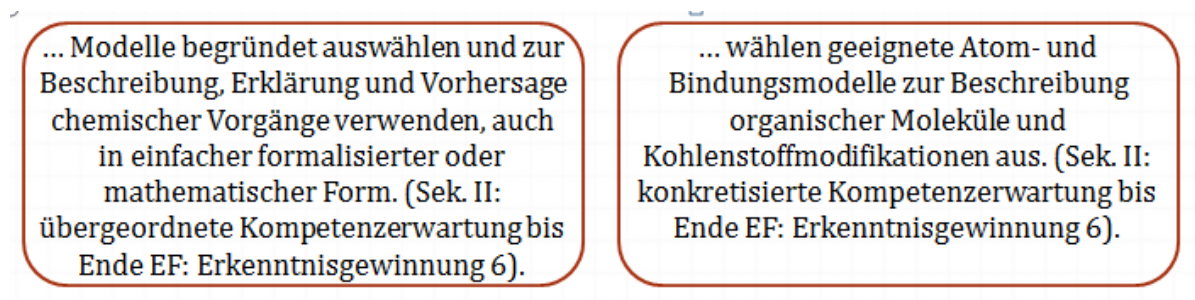 ... Modelle begründet auswählen und zur
Beschreibung, Erklärung und Vorhersage
chemischer Vorgänge verwenden, auch
in einfacher formalisierter oder
mathematischer Form. (Sek. II:
übergeordnete Kompetenzerwartung bis
Ende EF: Erkenntnisgewinnung 6).
... wählen geeignete Atom- und
Bindungsmodelle zur Beschreibung
organischer Moleküle und
Kohlenstoffmodifikationen aus. (Sek. II:
konkretisierte Kompetenzerwartung bis
Ende EF: Erkenntnisgewinnung 6).